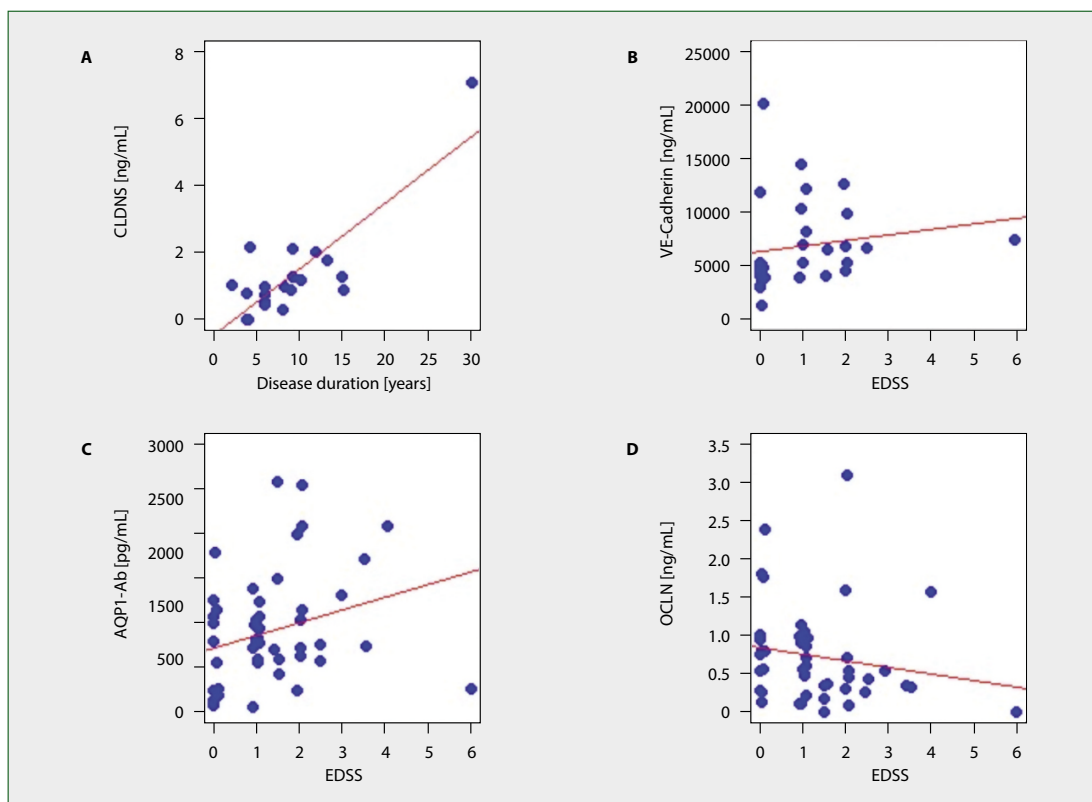 A
CLDNS [ng/mL]
8
6
4
2
0
0 5 10 15 20 25 30
Disease duration [years]
B
VE-Cadherin [ng/mL]
25000
20000
15000
10000
5000
0
0 1 2 3 4 5 6
EDSS
C
AQP1-Ab [pg/mL]
3000
2500
2000
1500
500
0
0 1 2 3 4 5 6
EDSS
D
OCLN [ng/mL]
3.5
3.0
2.5
2.0
1.5
1.0
0.5
0
0 1 2 3 4 5 6
EDSS